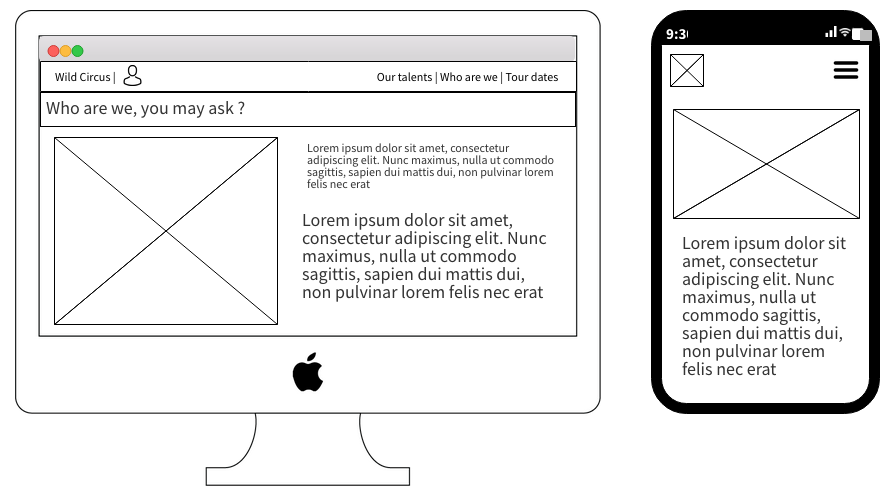 Wild Circus |
Our talents | Who are we | Tour dates
Who are we, you may ask ?
Lorem ipsum dolor sit amet, consectetur
adipiscing elit. Nunc maximus, nulla ut commodo
sagittis, sapien dui mattis dui, non pulvinar lorem
felis nec erat
Lorem ipsum dolor sit amet,
consectetur adipiscing elit. Nunc
maximus, nulla ut commodo
sagittis, sapien dui mattis dui,
non pulvinar lorem felis nec erat
Lorem ipsum dolor sit
amet, consectetur
adipiscing elit. Nunc
maximus, nulla ut
commodo sagittis,
sapien dui mattis dui,
non pulvinar lorem
felis nec erat